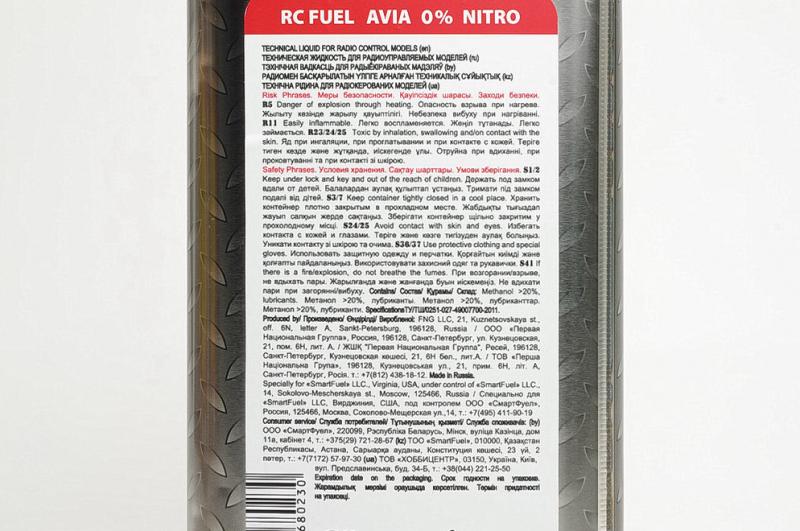 RC FUEL AVIA 0% NITRO
TECHNICAL LIQUID FOR RADIO CONTROL MODELS (en)
ТЕХНИЧЕСКАЯ ЖИДКОСТЬ ДЛЯ РАДИОУПРАВЛЯЕМЫХ МОДЕЛЕЙ (ru)
ТЭХНІЧНАЯ ВАДКАСЦЬ ДЛЯ РАДЫЁКІРАВАНЫХ МАДЭЛЯЎ (by)
РАДИОМЕН БАСҚАРЫЛАТЫН ҮЛГІГЕ АРНАЛҒАН ТЕХНИКАЛЫҚ СҰЙЫҚТЫҚ (kz)
ТЕХНІЧНА РІДИНА ДЛЯ РАДІОКЕРОВАНИХ МОДЕЛЕЙ (ua)
Risk Phrases. Меры безопасности. Қауіпсіздік шарасы. Заходи безпеки.
R5 Danger of explosion through heating. Опасность взрыва при нагреве.
Жылыту кезінде жарылу қауыптілігі. Небезпека вибуху при нагріванні.
R11 Easily inflammable. Легко воспламеняется. Жеңіл тұтанады. Легко
займається. R23/24/25 Toxic by inhalation, swallowing and/on contact with the
skin. Яд при ингаляции, при проглатывании и при контакте с кожей. Теріге
тиген кезде және жұтқанда, иіскегенде улы. Отруйна при вдиханні, при
проковтуванні та при контакті зі шкірою.
Safety Phrases. Условия хранения. Сақтау шарттары. Умови зберігання. S1/2
Keep under lock and key and out of the reach of children. Держать под замком
вдали от детей. Балалардан аулақ құлыптап ұстаңыз. Тримати під замком
подалі від дітей. S3/7 Keep container tightly closed in a cool place. Хранить
контейнер плотно закрытым в прохладном месте. Жабдықты тығыздап
жауып салқын жерде сақтаңыз. Зберігати контейнер щільно закритим у
прохолодному місці. S24/25 Avoid contact with skin and eyes. Избегать
контакта с кожей и глазами. Теріге және көзге тигізуден аулақ болыңыз.
Уникати контакту зі шкірою та очима. S36/37 Use protective clothing and special
gloves. Использовать защитную одежду и перчатки. Қорғайтын киімді және
қолғапты пайдаланыңыз. Використовувати захисний одяг та рукавички. S41 If
there is a fire/explosion, do not breathe the fumes. При возгорании/взрыве,
не вдыхать пары. Жарылғанда және жанғанда буын иіскемеңіз. Не вдихати
пари при загорянні/вибуху. Contains/ Состав/ Құрамы/ Склад: Methanol >20%,
lubricants. Метанол >20%, лубриканты. Метанол >20%, лубриканттар.
Метанол >20%, лубриканти. SpecificationsТУ/ТШ/0251-027-49007700-2011.
Produced by/ Произведено/ Өндірілді/ Вироблені: FNG LLC, 21, Kuznetsovskaya st.,
off. 6N, letter A, Sankt-Petersburg, 196128, Russia / ООО «Первая
Национальная Группа», Россия, 196128, Санкт-Петербург, ул. Кузнецовская,
21, пом. 6Н, лит. А. / ЖШҚ "Первая Национальная Группа", Ресей, 196128,
Санкт-Петербург, Кузнецовская көшесі, 21, 6Н бел., лит.А. / ТОВ «Перша
Національна Група», 196128, Кузнецовская ул., 21, прим. 6Н, літ. А,
Санкт-Петербург, Росія. т.: +7(812) 438-18-12. Made in Russia.
Specially for «SmartFuel» LLC., Virginia, USA, under control of «SmartFuel» LLC.,
14, Sokolovo-Mescherskaya st., Moscow, 125466, Russia / Специально для
«SmartFuel» LLC, Вирджиния, США, под контролем ООО «СмартФуел»,
Россия, 125466, Москва, Соколово-Мещерская ул.,14, т.: +7(495) 411-90-19
Consumer service/ Служба потребителей/ Тұтынушының қызметі/ Служба споживачів: (by)
ООО «СмартФуел», 220099, Рэспубліка Беларусь, Мінск, вуліца Казінца, дом
11а, кабінет 4, т.: +375(29) 721-28-67 (kz) ТОО «SmartFuel», 010000, Қазақстан
Республикасы, Астана, Сарыарқа ауданы, Конституция көшесі, 23 үй, 2
пәтер, т.: +7(7172) 57-97-30 (ua) ТОВ «ХОББИЦЕНТР», 03150, Україна, Київ,
вул. Предславинська, буд. 34-Б, т.: +38(044) 221-25-50
Expiration date on the packaging. Срок годности на упаковке.
Жарамдылық мерзімі орауышда көрсетілген. Термін придатності
на упаковці.
680230